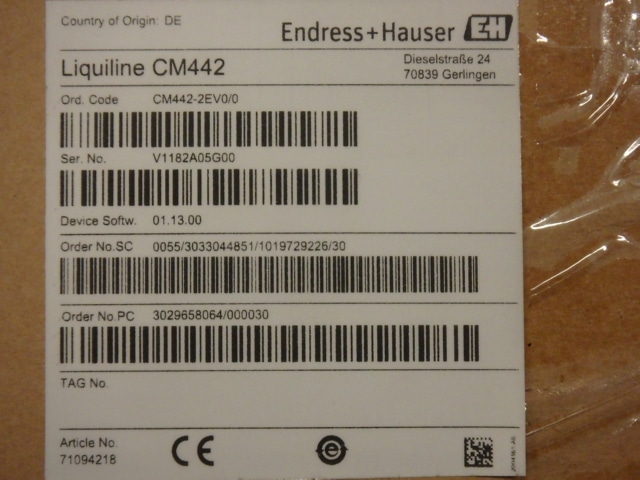 Country of Origin: DE
Endress+Hauser EH
Liquiline CM442
Dieselstraße 24
70839 Gerlingen
Ord. Code CM442-2EV0/0
Ser. No. V1182A05G00
Device Softw. 01.13.00
Order No.SC 0055/3033044851/1019729226/30
Order No.PC 3029658064/000030
TAG No.
Article No.
71094218
CE